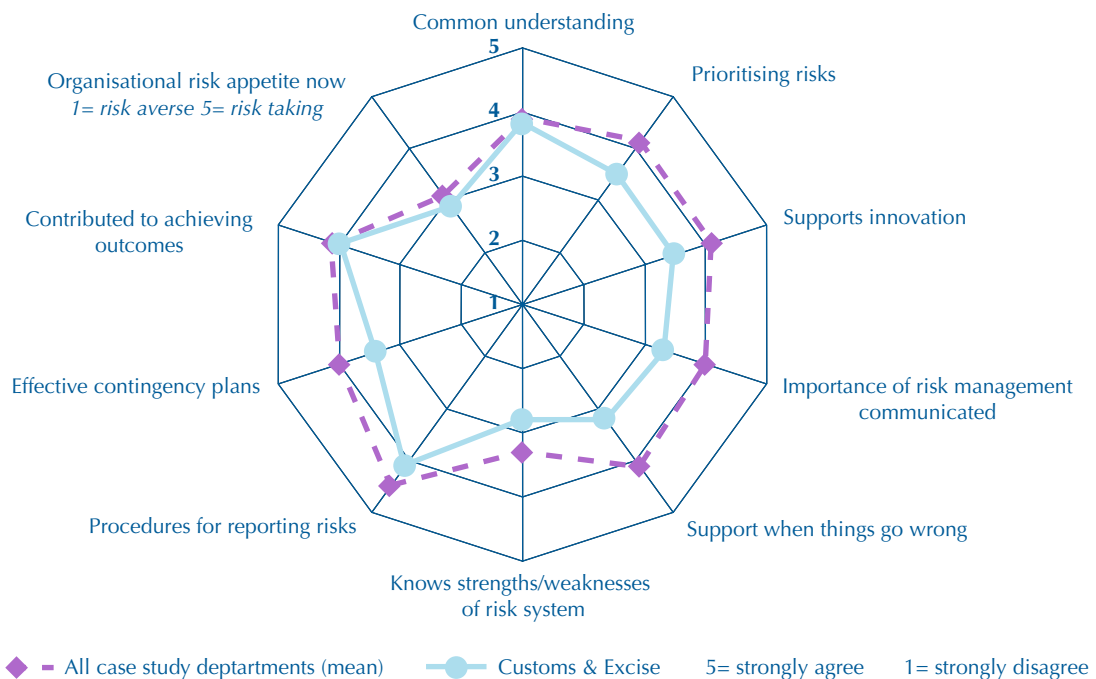 Common understanding
5
Prioritising risks
Organisational risk appetite now
1= risk averse 5= risk taking
4
3
Supports innovation
Contributed to achieving
outcomes
2
1
Importance of risk management
communicated
Effective contingency plans
Procedures for reporting risks
Support when things go wrong
Knows strengths/weaknesses
of risk system
All case study deptartments (mean) Customs & Excise 5= strongly agree 1= strongly disagree